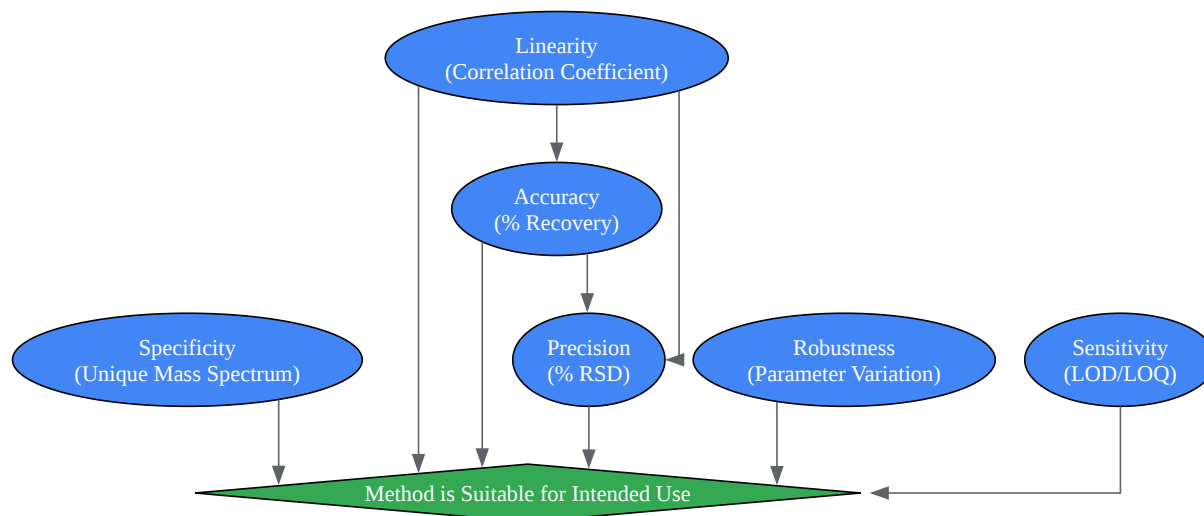 Linearity
(Correlation Coefficient)
Accuracy
(% Recovery)
Specificity
(Unique Mass Spectrum)
Precision
(% RSD)
Robustness
(Parameter Variation)
Sensitivity
(LOD/LOQ)
Method is Suitable for Intended Use